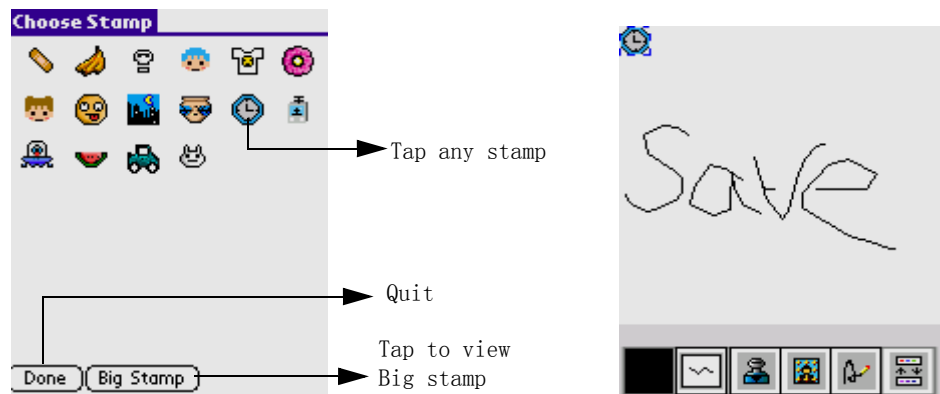 Choose Stamp
Tap any stamp
Quit
Tap to view
Big stamp
Done
Big Stamp
Save